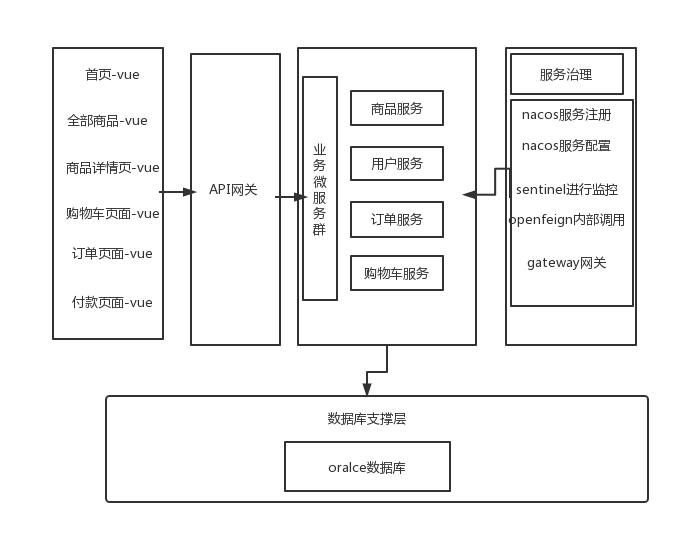 首页-vue
全部商品-vue
商品详情页-vue
购物车页面-vue
订单页面-vue
付款页面-vue
API网关
业务微服务群
商品服务
用户服务
订单服务
购物车服务
服务治理
nacos服务注册
nacos服务配置
sentinel进行监控
openfeign内部调用
gateway网关
数据库支撑层
oralce数据库